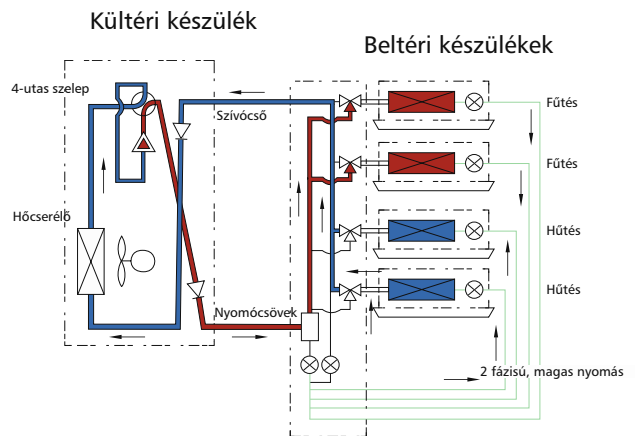 Kültéri készülék
Beltéri készülékek
4-utas szelep
Szívócső
Fűtés
Fűtés
Hőcserélő
Hűtés
Hűtés
Nyomócsövek
2 fázisú, magas nyomás